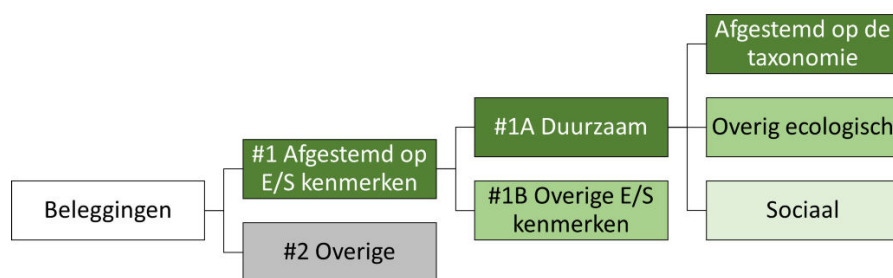 Beleggingen
#1 Afgestemd op
E/S kenmerken
#2 Overige
#1A Duurzaam
#1B Overige E/S
kenmerken
Afgestemd op de
taxonomie
Overig ecologisch
Sociaal